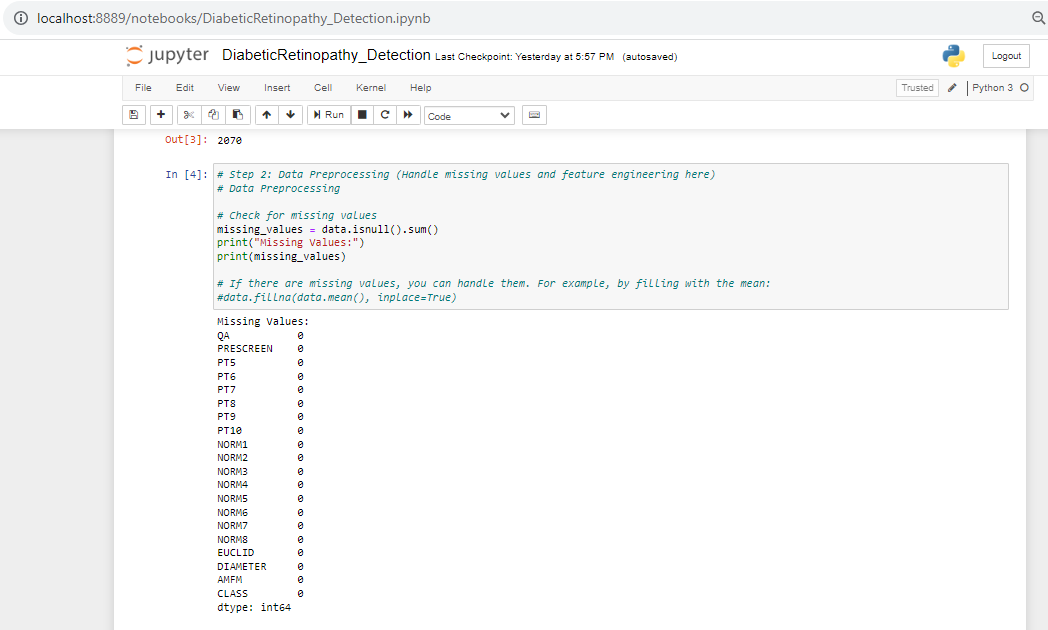 localhost:8889/notebooks/DiabeticRetinopathy_Detection.ipynb
jupyter DiabeticRetinopathy_Detection Last Checkpoint: Yesterday at 5:57 PM (autosaved) Logout
File Edit View Insert Cell Kernel Help Trusted Python 3
Run Code
Out[3]: 2070
In [4]: # Step 2: Data Preprocessing (Handle missing values and feature engineering here)
# Data Preprocessing
# Check for missing values
missing_values = data.isnull().sum()
print("Missing Values:")
print(missing_values)
# If there are missing values, you can handle them. For example, by filling with the mean:
#data.fillna(data.mean(), inplace=True)
Missing Values:
QA 0
PRESCREEN 0
PT5 0
PT6 0
PT7 0
PT8 0
PT9 0
PT10 0
NORM1 0
NORM2 0
NORM3 0
NORM4 0
NORM5 0
NORM6 0
NORM7 0
NORM8 0
EUCLID 0
DIAMETER 0
AMFM 0
CLASS 0
dtype: int64